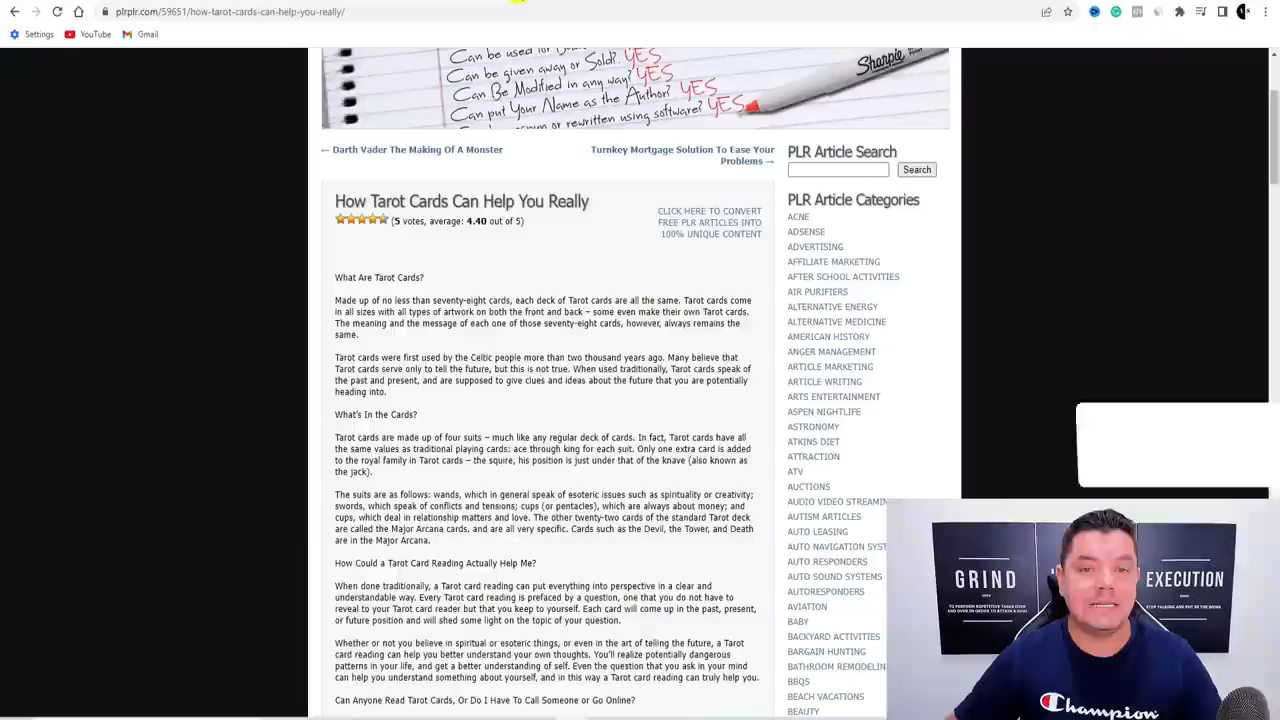 plrplr.com/59651/how-tarot-cards-can-help-you-really/
Settings
YouTube
Gmail
Can be given away or Sold? YES
Can Be Modified in any way? YES
Can put Your Name as the Author? YES
or rewritten using software? YES
Sharpie
← Darth Vader The Making Of A Monster
Turnkey Mortgage Solution To Ease Your
Problems →
How Tarot Cards Can Help You Really
(5 votes, average: 4.40 out of 5)
CLICK HERE TO CONVERT
FREE PLR ARTICLES INTO
100% UNIQUE CONTENT
What Are Tarot Cards?
Made up of no less than seventy-eight cards, each deck of Tarot cards are all the same. Tarot cards come
in all sizes with all types of artwork on both the front and back – some even make their own Tarot cards.
The meaning and the message of each one of those seventy-eight cards, however, always remains the
same.
Tarot cards were first used by the Celtic people more than two thousand years ago. Many believe that
Tarot cards serve only to tell the future, but this is not true. When used traditionally, Tarot cards speak of
the past and present, and are supposed to give clues and ideas about the future that you are potentially
heading into.
What's In the Cards?
Tarot cards are made up of four suits – much like any regular deck of cards. In fact, Tarot cards have all
the same values as traditional playing cards: ace through king for each suit. Only one extra card is added
to the royal family in Tarot cards – the squire, his position is just under that of the knave (also known as
the jack).
The suits are as follows: wands, which in general speak of esoteric issues such as spirituality or creativity;
swords, which speak of conflicts and tensions; cups (or pentacles), which are always about money; and
cups, which deal in relationship matters and love. The other twenty-two cards of the standard Tarot deck
are called the Major Arcana cards, and are all very specific. Cards such as the Devil, the Tower, and Death
are in the Major Arcana.
How Could a Tarot Card Reading Actually Help Me?
When done traditionally, a Tarot card reading can put everything into perspective in a clear and
understandable way. Every Tarot card reading is prefaced by a question, one that you do not have to
reveal to your Tarot card reader but that you keep to yourself. Each card will come up in the past, present,
or future position and will shed some light on the topic of your question.
Whether or not you believe in spiritual or esoteric things, or even in the art of telling the future, a Tarot
card reading can help you better understand your own thoughts. You'll realize potentially dangerous
patterns in your life, and get a better understanding of self. Even the question that you ask in your mind
can help you understand something about yourself, and in this way a Tarot card reading can truly help you.
Can Anyone Read Tarot Cards, Or Do I Have To Call Someone or Go Online?
PLR Article Search
Search
PLR Article Categories
ACNE
ADSENSE
ADVERTISING
AFFILIATE MARKETING
AFTER SCHOOL ACTIVITIES
AIR PURIFIERS
ALTERNATIVE ENERGY
ALTERNATIVE MEDICINE
AMERICAN HISTORY
ANGER MANAGEMENT
ARTICLE MARKETING
ARTICLE WRITING
ARTS ENTERTAINMENT
ASPEN NIGHTLIFE
ASTRONOMY
ATKINS DIET
ATTRACTION
ATV
AUCTIONS
AUDIO VIDEO STREAMIN
AUTISM ARTICLES
AUTO LEASING
AUTO NAVIGATION SYST
AUTO RESPONDERS
AUTO SOUND SYSTEMS
AUTORESPONDERS
AVIATION
BABY
BACKYARD ACTIVITIES
BARGAIN HUNTING
BATHROOM REMODELIN
BBQS
BEACH VACATIONS
BEAUTY
GRIND
EXECUTION
STOP TALKING AND PUT IN THE WORK
Champion